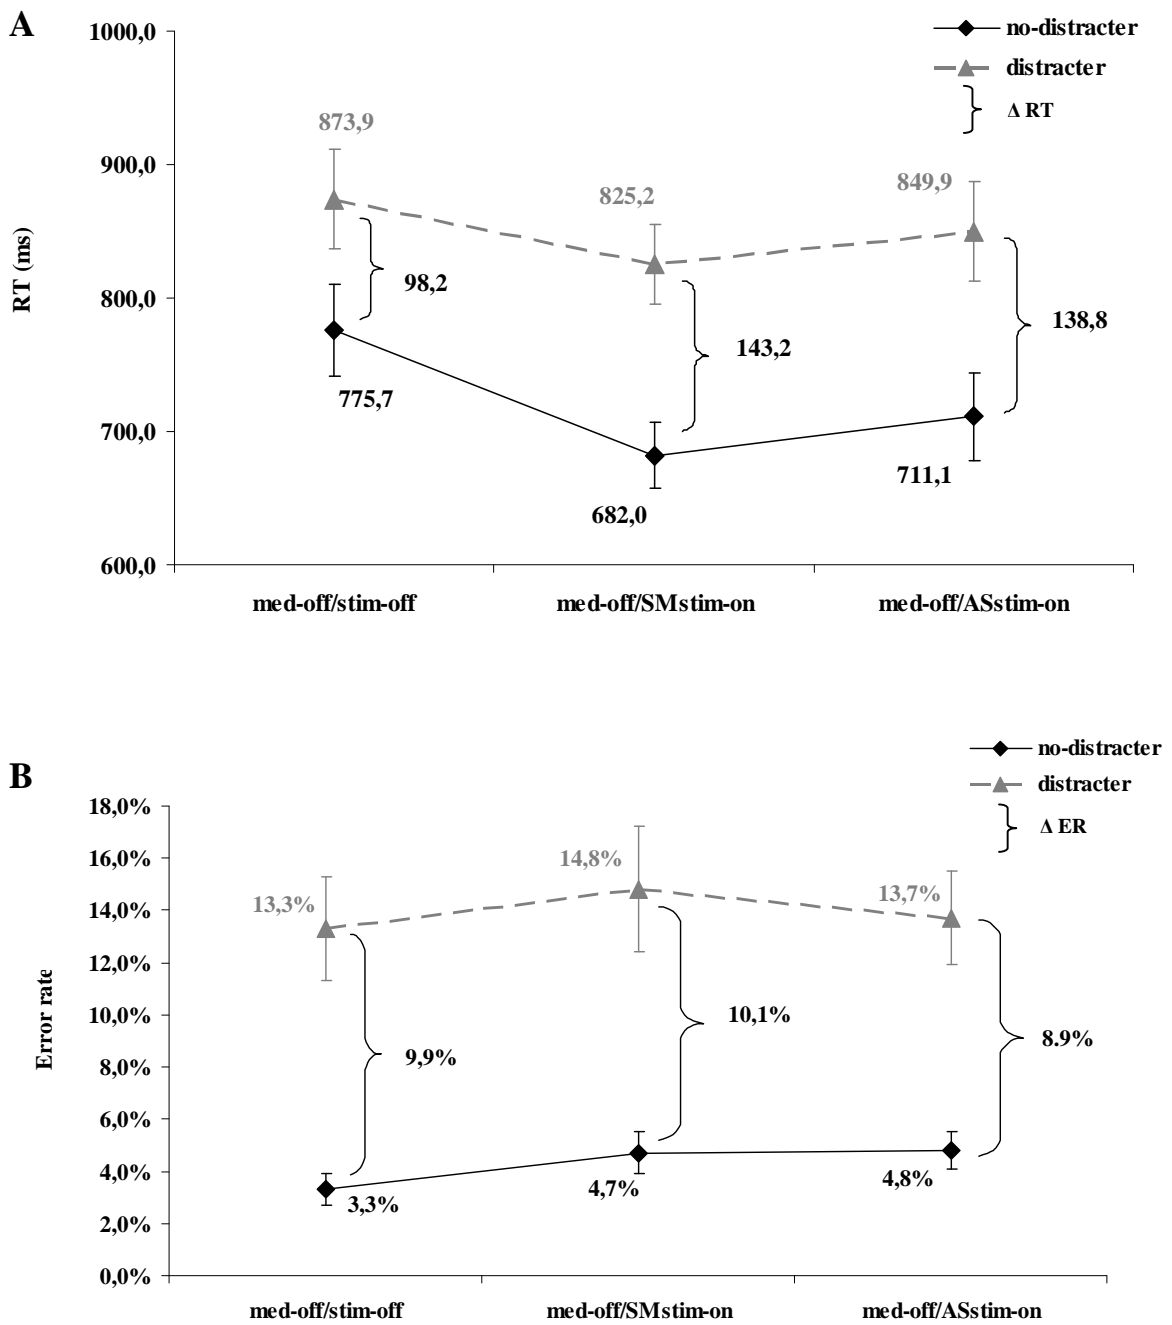 A
1000,0
no-distracter
distracter
Δ RT
873,9
900,0
849,9
825,2
RT (ms)
98,2
800,0
138,8
143,2
775,7
700,0
711,1
682,0
600,0
med-off/stim-off
med-off/SMstim-on
med-off/ASstim-on
B
no-distracter
distracter
Δ ER
18,0%
16,0%
14,8%
13,3%
13,7%
14,0%
12,0%
Error rate
10,0%
10,1%
9,9%
8.9%
8,0%
6,0%
4,0%
4,7%
4,8%
3,3%
2,0%
0,0%
med-off/stim-off
med-off/SMstim-on
med-off/ASstim-on